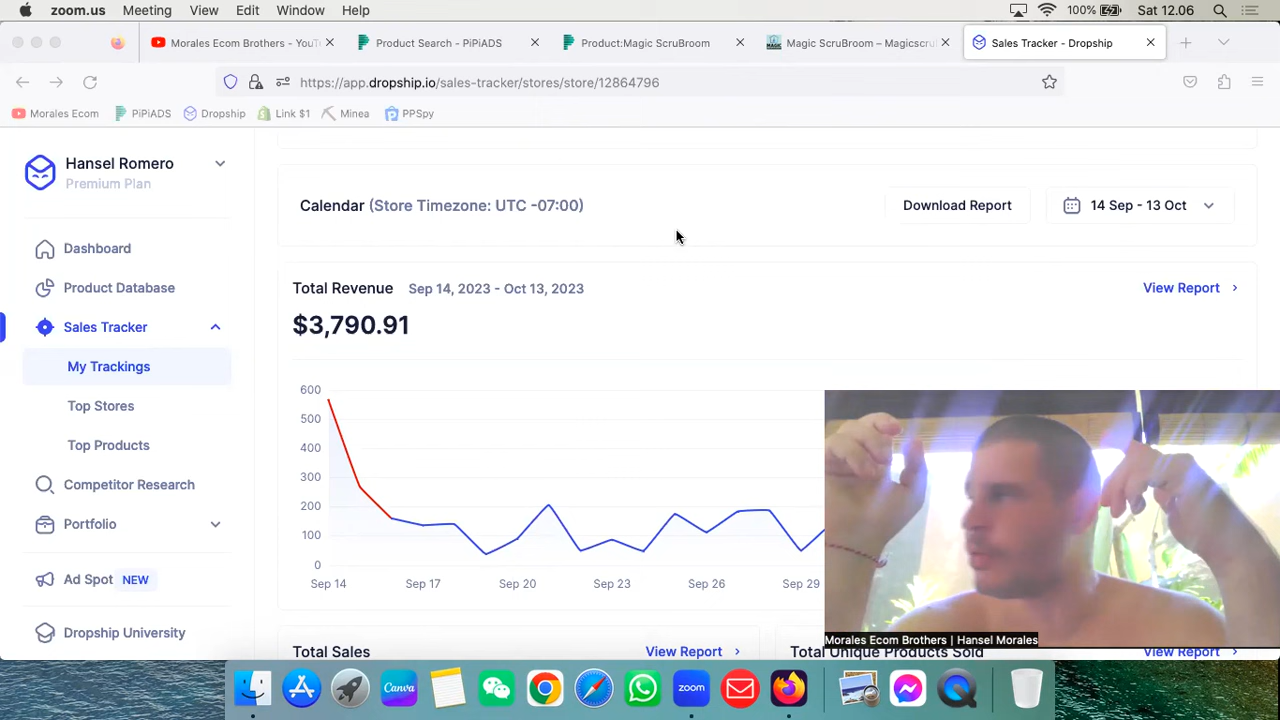 zoom.us Meeting View Edit Window Help 100% Sat 12.06
Morales Ecom Brothers - YouT Product Search - PiPiADS Product:Magic ScruBroom Magic ScruBroom – Magicscru Sales Tracker - Dropship
https://app.dropship.io/sales-tracker/stores/store/12864796
Morales Ecom PiPiADS Dropship Link $1 Minea PPSpy
Hansel Romero
Premium Plan
Dashboard
Product Database
Sales Tracker
My Trackings
Top Stores
Top Products
Competitor Research
Portfolio
Ad Spot NEW
Dropship University
Calendar (Store Timezone: UTC -07:00) Download Report 14 Sep - 13 Oct
Total Revenue Sep 14, 2023 - Oct 13, 2023 View Report
$3,790.91
600
500
400
300
200
100
0
Sep 14 Sep 17 Sep 20 Sep 23 Sep 26 Sep 29
Morales Ecom Brothers | Hansel Morales
Total Sales View Report Total Unique Products Sold View Report
Canva zoom